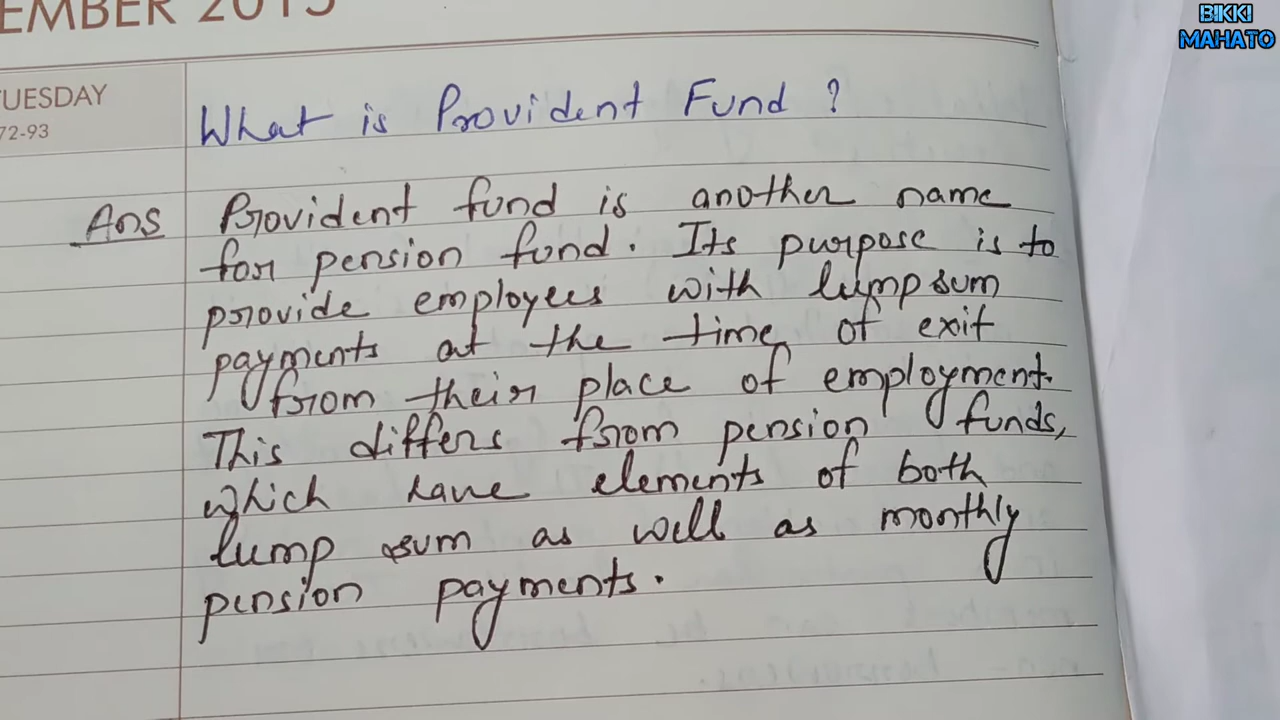 EMBER 2015
BIKKI
MAHATO
TUESDAY
72-93
What is Provident Fund ?
Ans Provident fund is another name
for pension fund. Its purpose is to
provide employees with lump sum
payments at the time of exit
from their place of employment.
This differs from pension funds,
which have elements of both
lump sum as well as monthly
pension payments.